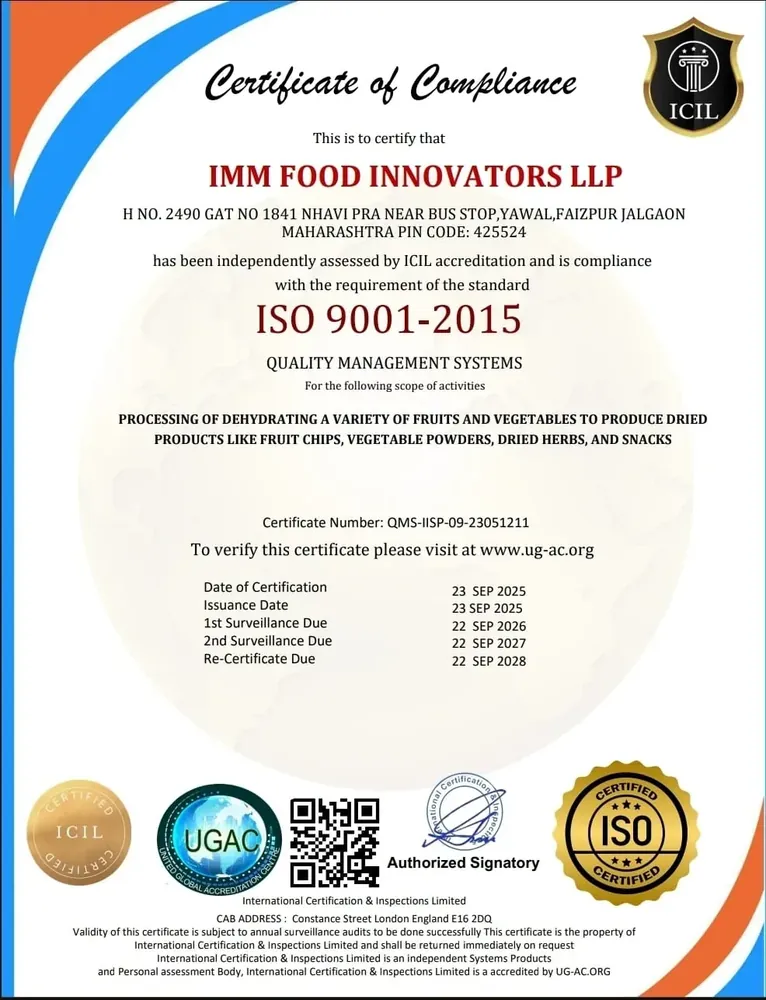 Certificate of Compliance
ICIL
This is to certify that
IMM FOOD INNOVATORS LLP
H NO. 2490 GAT NO 1841 NHAVI PRA NEAR BUS STOP,YAWAL,FAIZPUR JALGAON
MAHARASHTRA PIN CODE: 425524
has been independently assessed by ICIL accreditation and is compliance
with the requirement of the standard
ISO 9001-2015
QUALITY MANAGEMENT SYSTEMS
For the following scope of activities
PROCESSING OF DEHYDRATING A VARIETY OF FRUITS AND VEGETABLES TO PRODUCE DRIED
PRODUCTS LIKE FRUIT CHIPS, VEGETABLE POWDERS, DRIED HERBS, AND SNACKS
Certificate Number: QMS-IISP-09-23051211
To verify this certificate please visit at www.ug-ac.org
Date of Certification 23 SEP 2025
Issuance Date 23 SEP 2025
1st Surveillance Due 22 SEP 2026
2nd Surveillance Due 22 SEP 2027
Re-Certificate Due 22 SEP 2028
CERTIFIED
ICIL
CERTIFIED
UGAC
UNITED GLOBAL ACCREDITATION CENTRE
International Certification &
Authorized Signatory
CERTIFIED
ISO
CERTIFIED
International Certification & Inspections Limited
CAB ADDRESS : Constance Street London England E16 2DQ
Validity of this certificate is subject to annual surveillance audits to be done successfully This certificate is the property of
International Certification & Inspections Limited and shall be returned immediately on request
International Certification & Inspections Limited is an independent Systems Products
and Personal assessment Body, International Certification & Inspections Limited is a accredited by UG-AC.ORG